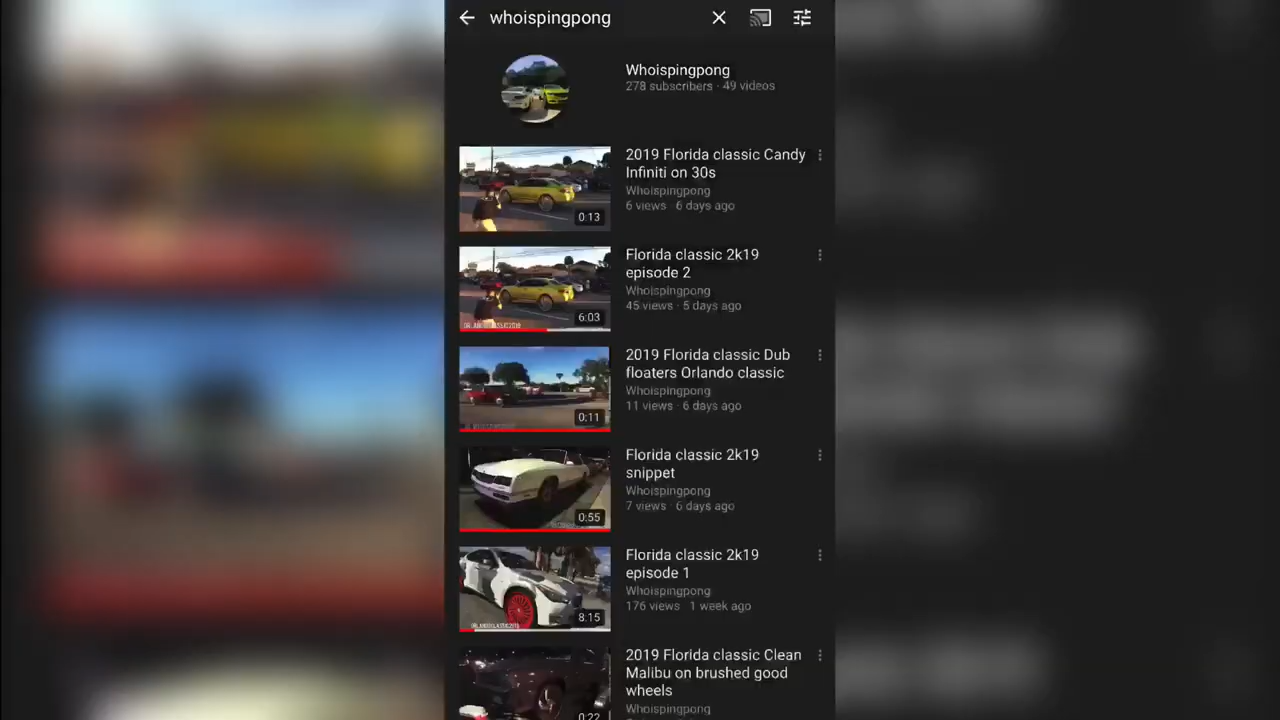 whoispingpong
Whoispingpong
278 subscribers · 49 videos
2019 Florida classic Candy
Infiniti on 30s
Whoispingpong
6 views · 6 days ago
0:13
Florida classic 2k19
episode 2
Whoispingpong
45 views · 5 days ago
6:03
2019 Florida classic Dub
floaters Orlando classic
Whoispingpong
11 views · 6 days ago
0:11
Florida classic 2k19
snippet
Whoispingpong
7 views · 6 days ago
0:55
Florida classic 2k19
episode 1
Whoispingpong
176 views · 1 week ago
8:15
2019 Florida classic Clean
Malibu on brushed good
wheels
Whoispingpong
0:22